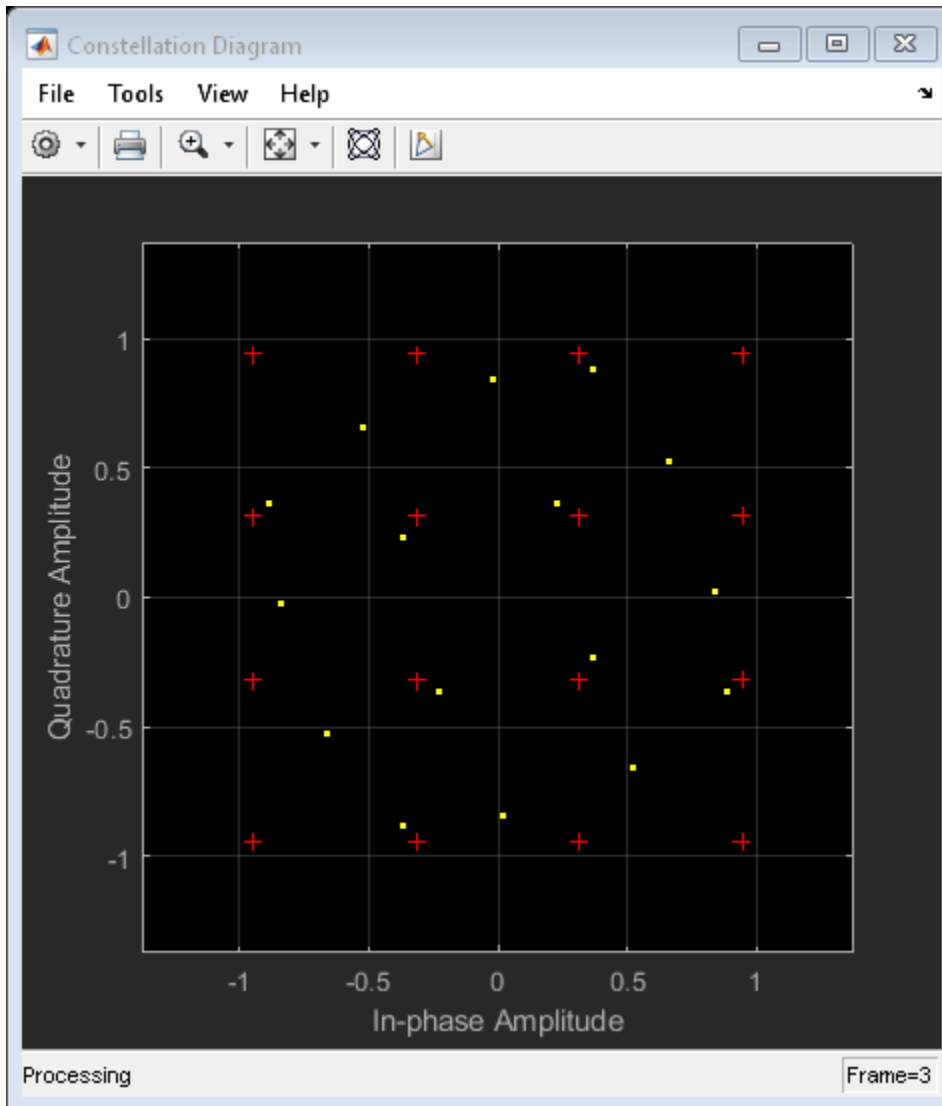 Constellation Diagram
File Tools View Help
1
0.5
0
-0.5
-1
Quadrature Amplitude
-1 -0.5 0 0.5 1
In-phase Amplitude
Processing Frame=3